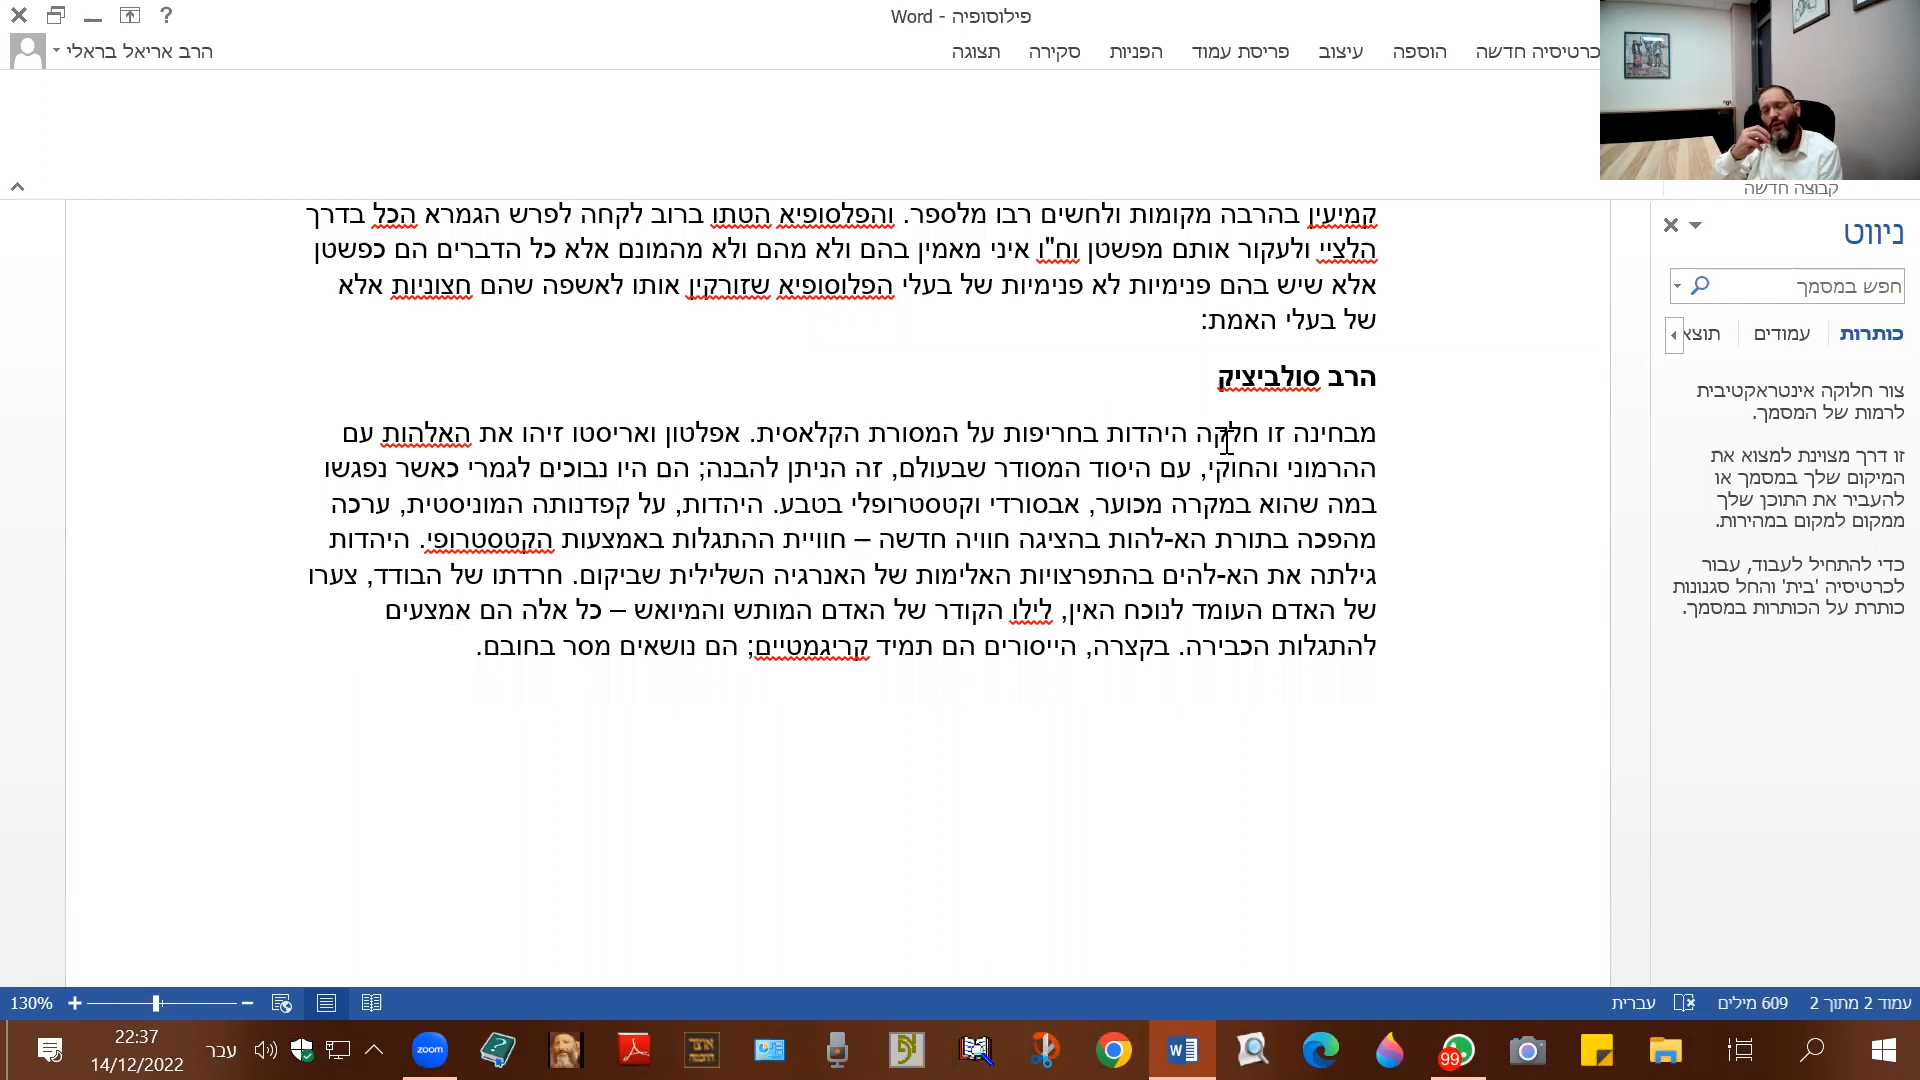 פילוסופיה - Word
כרטיסיה חדשה הוספה עיצוב פריסת עמוד הפניות סקירה תצוגה
הרב אריאל בראלי
קבוצה חדשה
קמיעין בהרבה מקומות ולחשים רבו מלספר. והפלסופיא הטתו ברוב לקחה לפרש הגמרא הכל בדרך
הלציי ולעקור אותם מפשטן וח"ו איני מאמין בהם ולא מהם ולא מהמונם אלא כל הדברים הם כפשטן
אלא שיש בהם פנימיות לא פנימיות של בעלי הפלוסופיא שזורקין אותו לאשפה שהם חצוניות אלא
של בעלי האמת:
הרב סולביציק
מבחינה זו חלקה היהדות בחריפות על המסורת הקלאסית. אפלטון ואריסטו זיהו את האלהות עם
ההרמוני והחוקי, עם היסוד המסודר שבעולם, זה הניתן להבנה; הם היו נבוכים לגמרי כאשר נפגשו
במה שהוא במקרה מכוער, אבסורדי וקטסטרופלי בטבע. היהדות, על קפדנותה המוניסטית, ערכה
מהפכה בתורת הא-להות בהציגה חוויה חדשה – חוויית ההתגלות באמצעות הקטסטרופי. היהדות
גילתה את הא-להים בהתפרצויות האלימות של האנרגיה השלילית שביקום. חרדתו של הבודד, צערו
של האדם העומד לנוכח האין, לילו הקודר של האדם המותש והמיואש – כל אלה הם אמצעים
להתגלות הכבירה. בקצרה, הייסורים הם תמיד קריגמטיים; הם נושאים מסר בחובם.
ניווט
חפש במסמך
כותרות עמודים תוצא
צור חלוקה אינטראקטיבית
לרמות של המסמך.
זו דרך מצוינת למצוא את
המיקום שלך במסמך או
להעביר את התוכן שלך
ממקום למקום במהירות.
כדי להתחיל לעבוד, עבור
לכרטיסיה 'בית' והחל סגנונות
כותרת על הכותרות במסמך.
עמוד 2 מתוך 2 609 מילים עברית
130%
99
zoom
עבר
22:37
14/12/2022